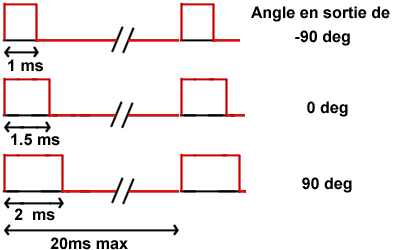 Angle en sortie de
-90 deg
1 ms
0 deg
1.5 ms
90 deg
2 ms
20ms max